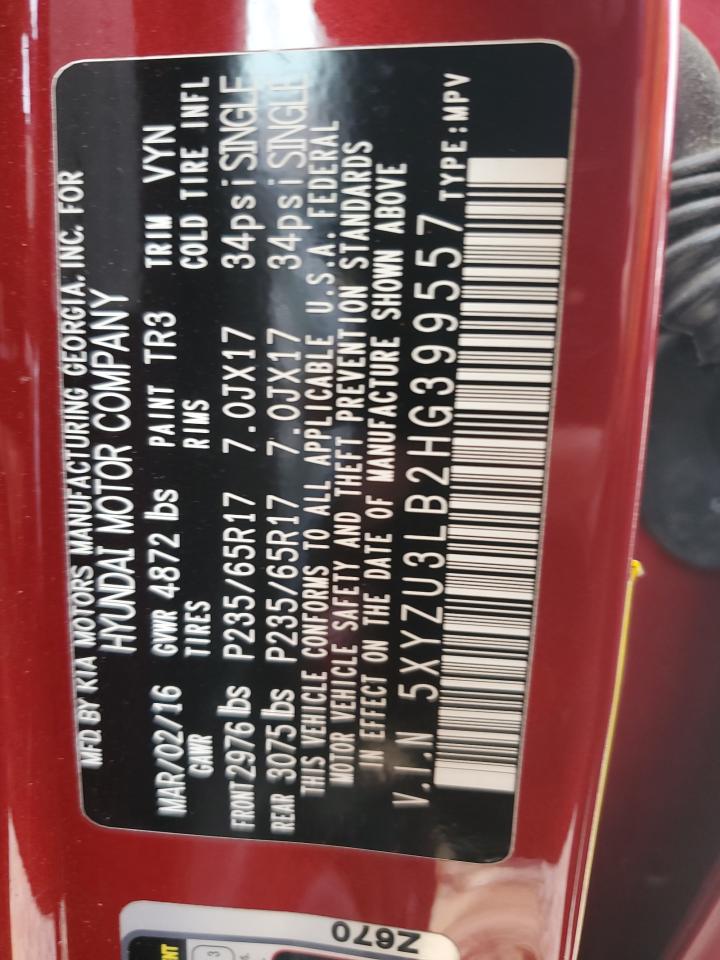 MFD. BY KIA MOTORS MANUFACTURING GEORGIA, INC. FOR
HYUNDAI MOTOR COMPANY
MAR/02/16 GVWR 4872 lbs PAINT TR3 TRIM VYN
GAWR TIRES RIMS COLD TIRE INFL
FRONT 2976 lbs P235/65R17 7.0JX17 34psi SINGLE
REAR 3075 lbs P235/65R17 7.0JX17 34psi SINGLE
THIS VEHICLE CONFORMS TO ALL APPLICABLE U.S.A. FEDERAL
MOTOR VEHICLE SAFETY AND THEFT PREVENTION STANDARDS
IN EFFECT ON THE DATE OF MANUFACTURE SHOWN ABOVE
V.I.N 5XYZU3LB2HG399557 TYPE:MPV
Z670
3